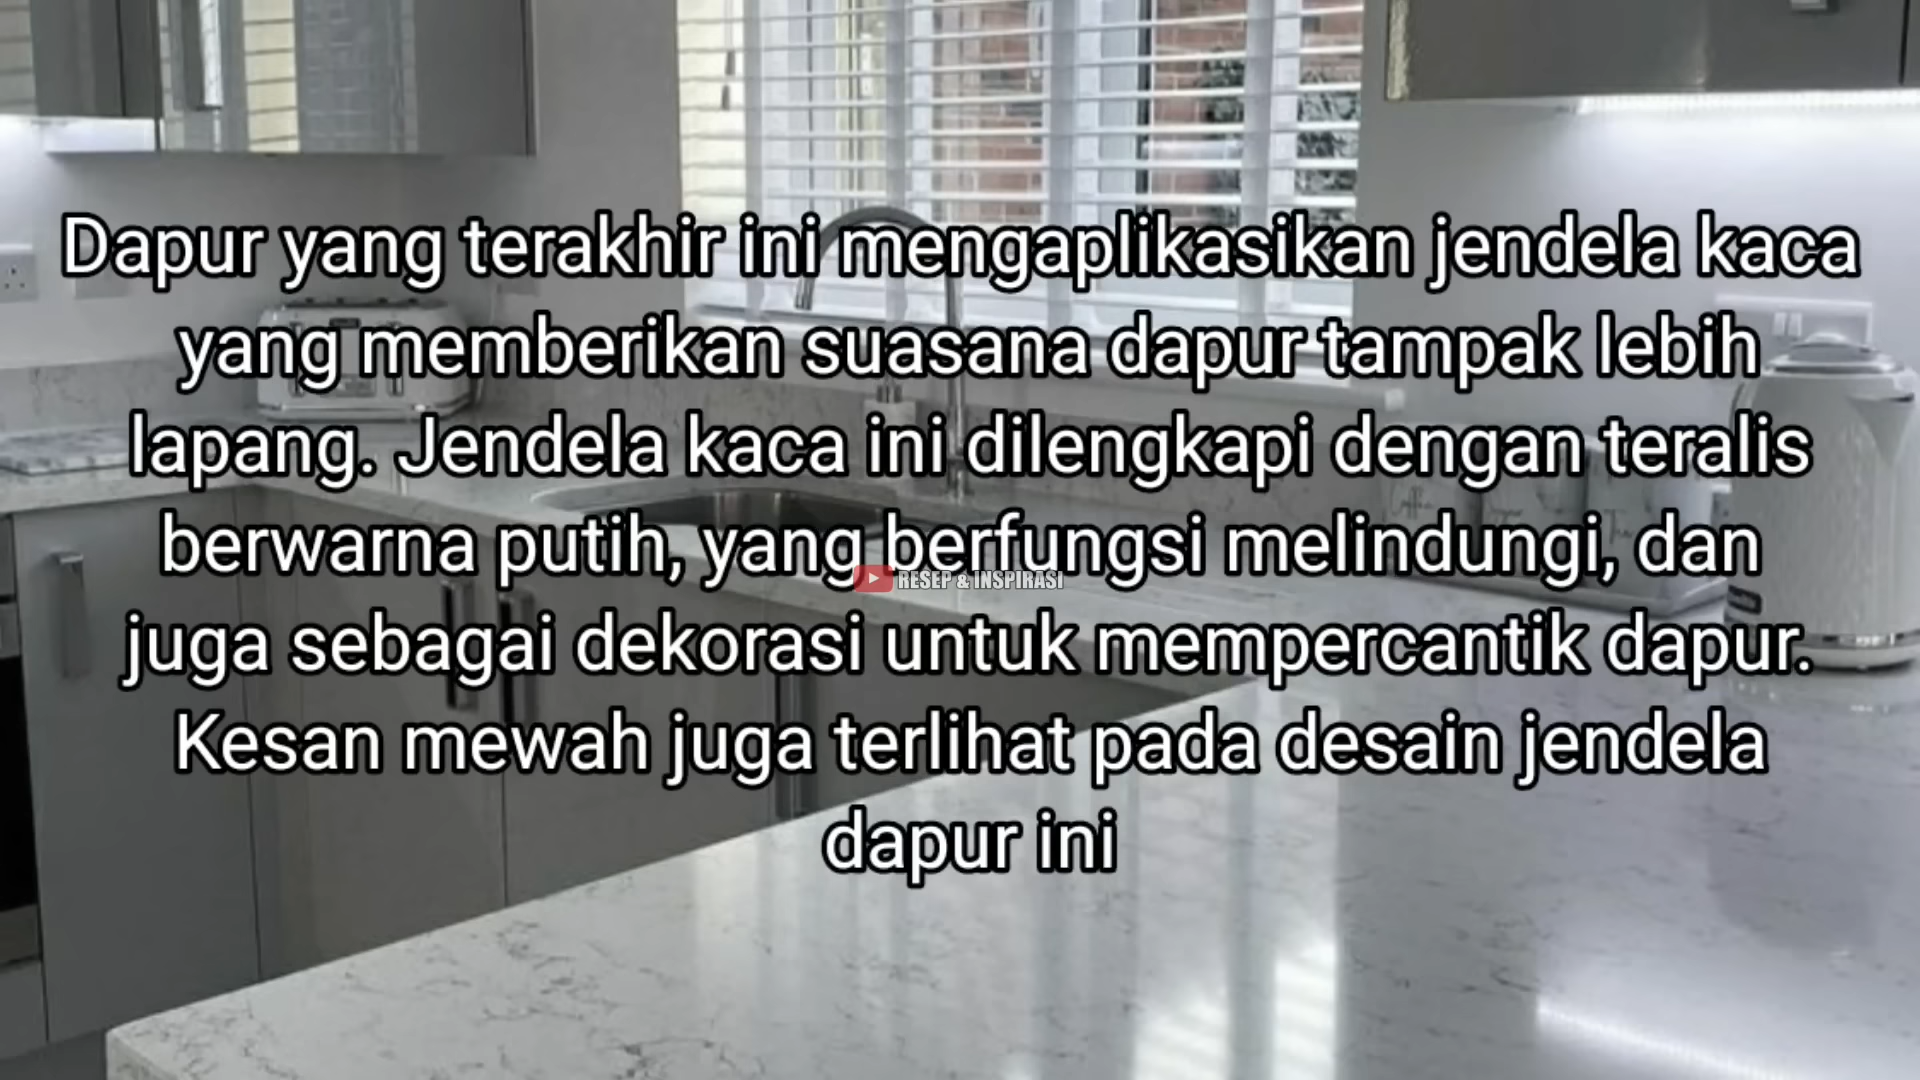 Dapur yang terakhir ini mengaplikasikan jendela kaca
yang memberikan suasana dapur tampak lebih
lapang. Jendela kaca ini dilengkapi dengan teralis
berwarna putih, yang berfungsi melindungi, dan
RESEP & INSPIRASI
juga sebagai dekorasi untuk mempercantik dapur.
Kesan mewah juga terlihat pada desain jendela
dapur ini